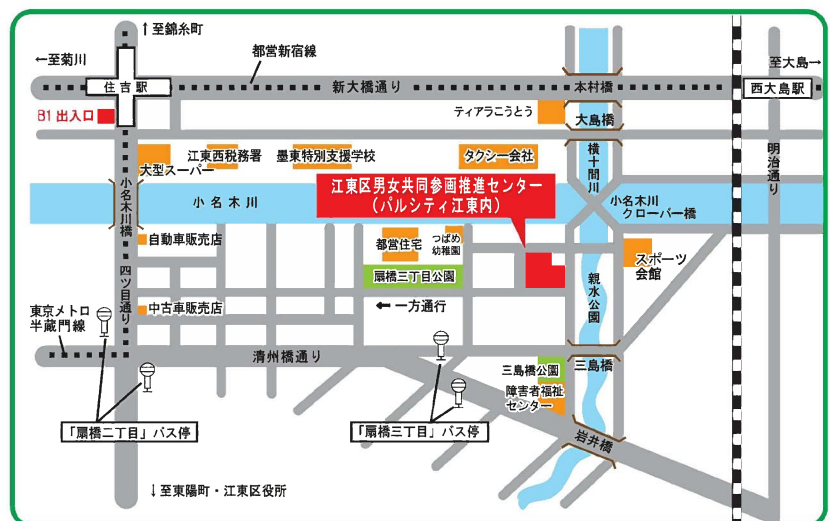 ↑至錦糸町
←至菊川
都営新宿線
至大島→
住吉駅
新大橋通り
本村橋
西大島駅
B1出入口
ティアラこうとう
大島橋
江東西税務署
墨東特別支援学校
タクシー会社
大型スーパー
横十間川
明治通り
江東区男女共同参画推進センター
(パルシティ江東内)
小名木川
小名木川
クローバー橋
小名木川橋
自動車販売店
都営住宅
つばめ
幼稚園
スポーツ
会館
扇橋三丁目公園
親水公園
四ツ目通り
中古車販売店
←一方通行
東京メトロ
半蔵門線
清州橋通り
三島橋公園
三島橋
障害者福祉
センター
「扇橋二丁目」バス停
「扇橋三丁目」バス停
岩井橋
↓至東陽町・江東区役所